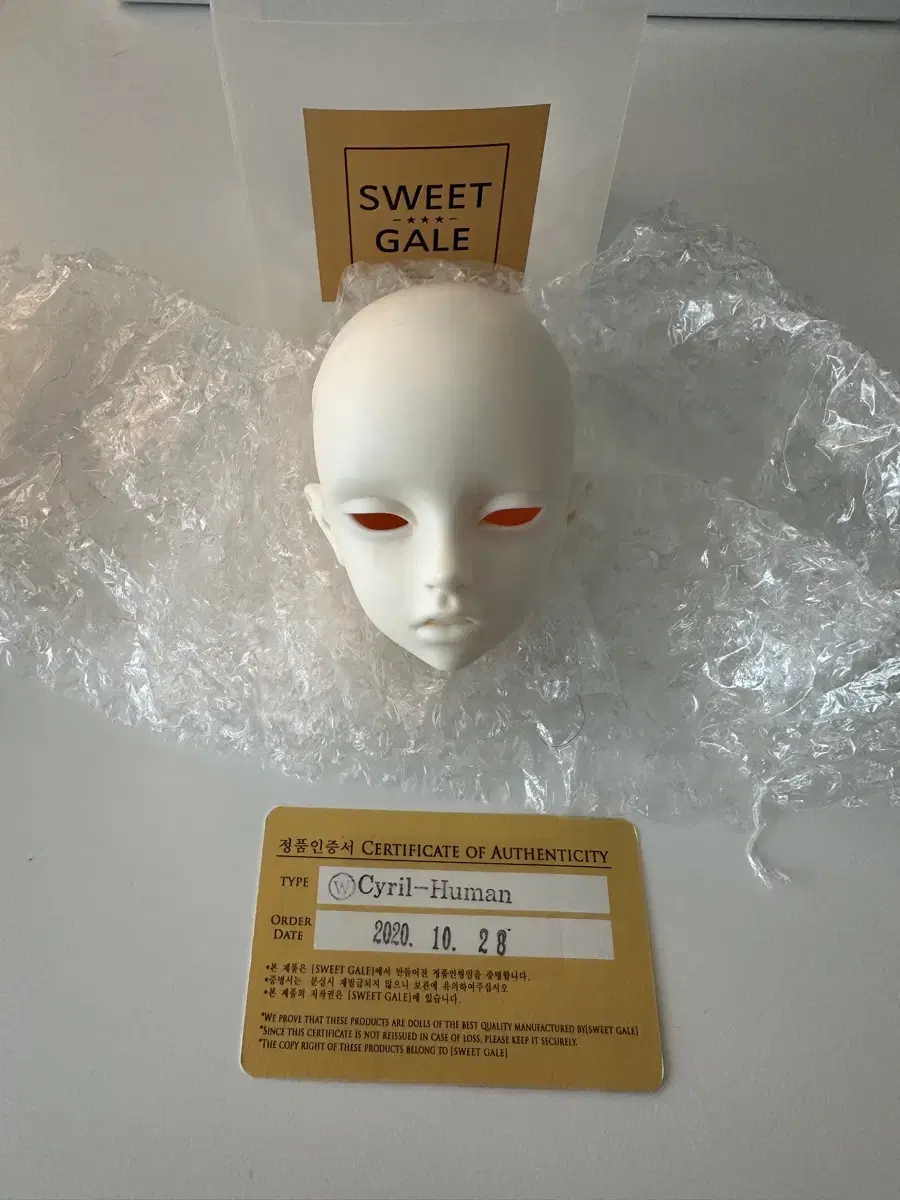 SWEET
GALE
정품인증서 CERTIFICATE OF AUTHENTICITY
TYPE ⓦCyril-Human
ORDER DATE 2020. 10. 28
*본 제품은 [SWEET GALE]에서 만들어진 정품인형임을 증명합니다.
*증명서는 분실시 재발급되지 않으니 보관에 유의하여주십시오
*본 제품의 저작권은 [SWEET GALE]에 있습니다.
*WE PROVE THAT THESE PRODUCTS ARE DOLLS OF THE BEST QUALITY MANUFACTURED BY[SWEET GALE]
*SINCE THIS CERTIFICATE IS NOT REISSUED IN CASE OF LOSS, PLEASE KEEP IT SECURELY.
*THE COPY RIGHT OF THESE PRODUCTS BELONG TO [SWEET GALE]